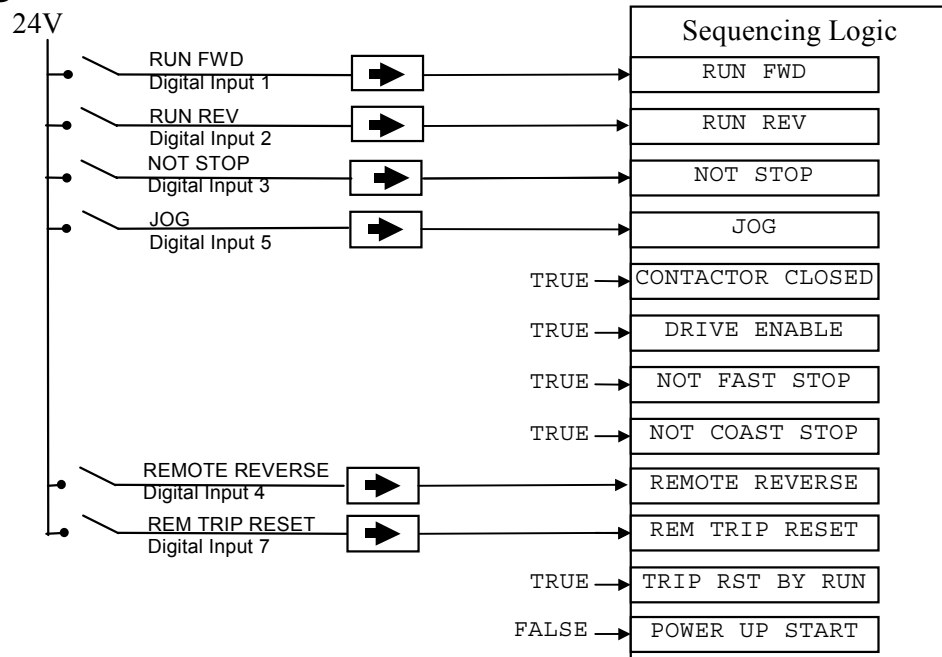 24V
Sequencing Logic
RUN FWD
Digital Input 1
RUN FWD
RUN REV
Digital Input 2
RUN REV
NOT STOP
Digital Input 3
NOT STOP
JOG
Digital Input 5
JOG
TRUE CONTACTOR CLOSED
TRUE DRIVE ENABLE
TRUE NOT FAST STOP
TRUE NOT COAST STOP
REMOTE REVERSE
Digital Input 4
REMOTE REVERSE
REM TRIP RESET
Digital Input 7
REM TRIP RESET
TRUE TRIP RST BY RUN
FALSE POWER UP START